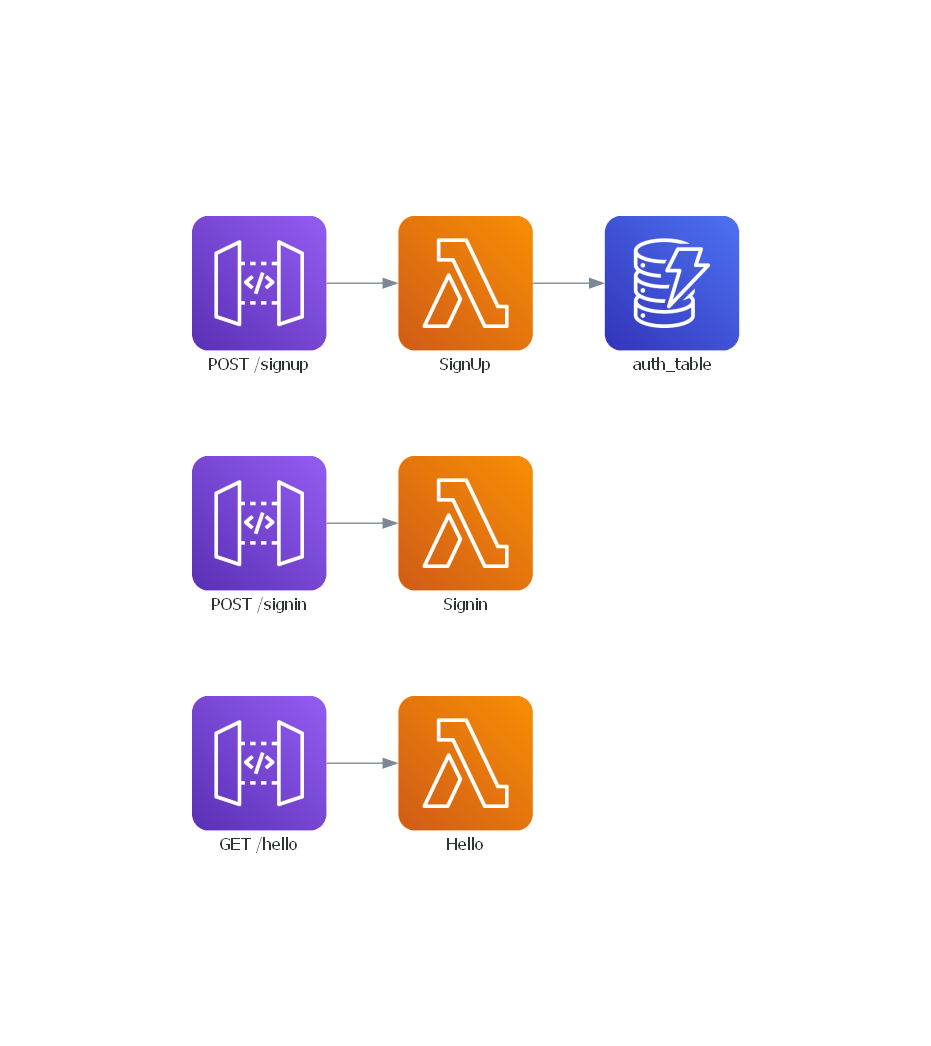 POST /signup
SignUp
auth_table
POST /signin
Signin
GET /hello
Hello